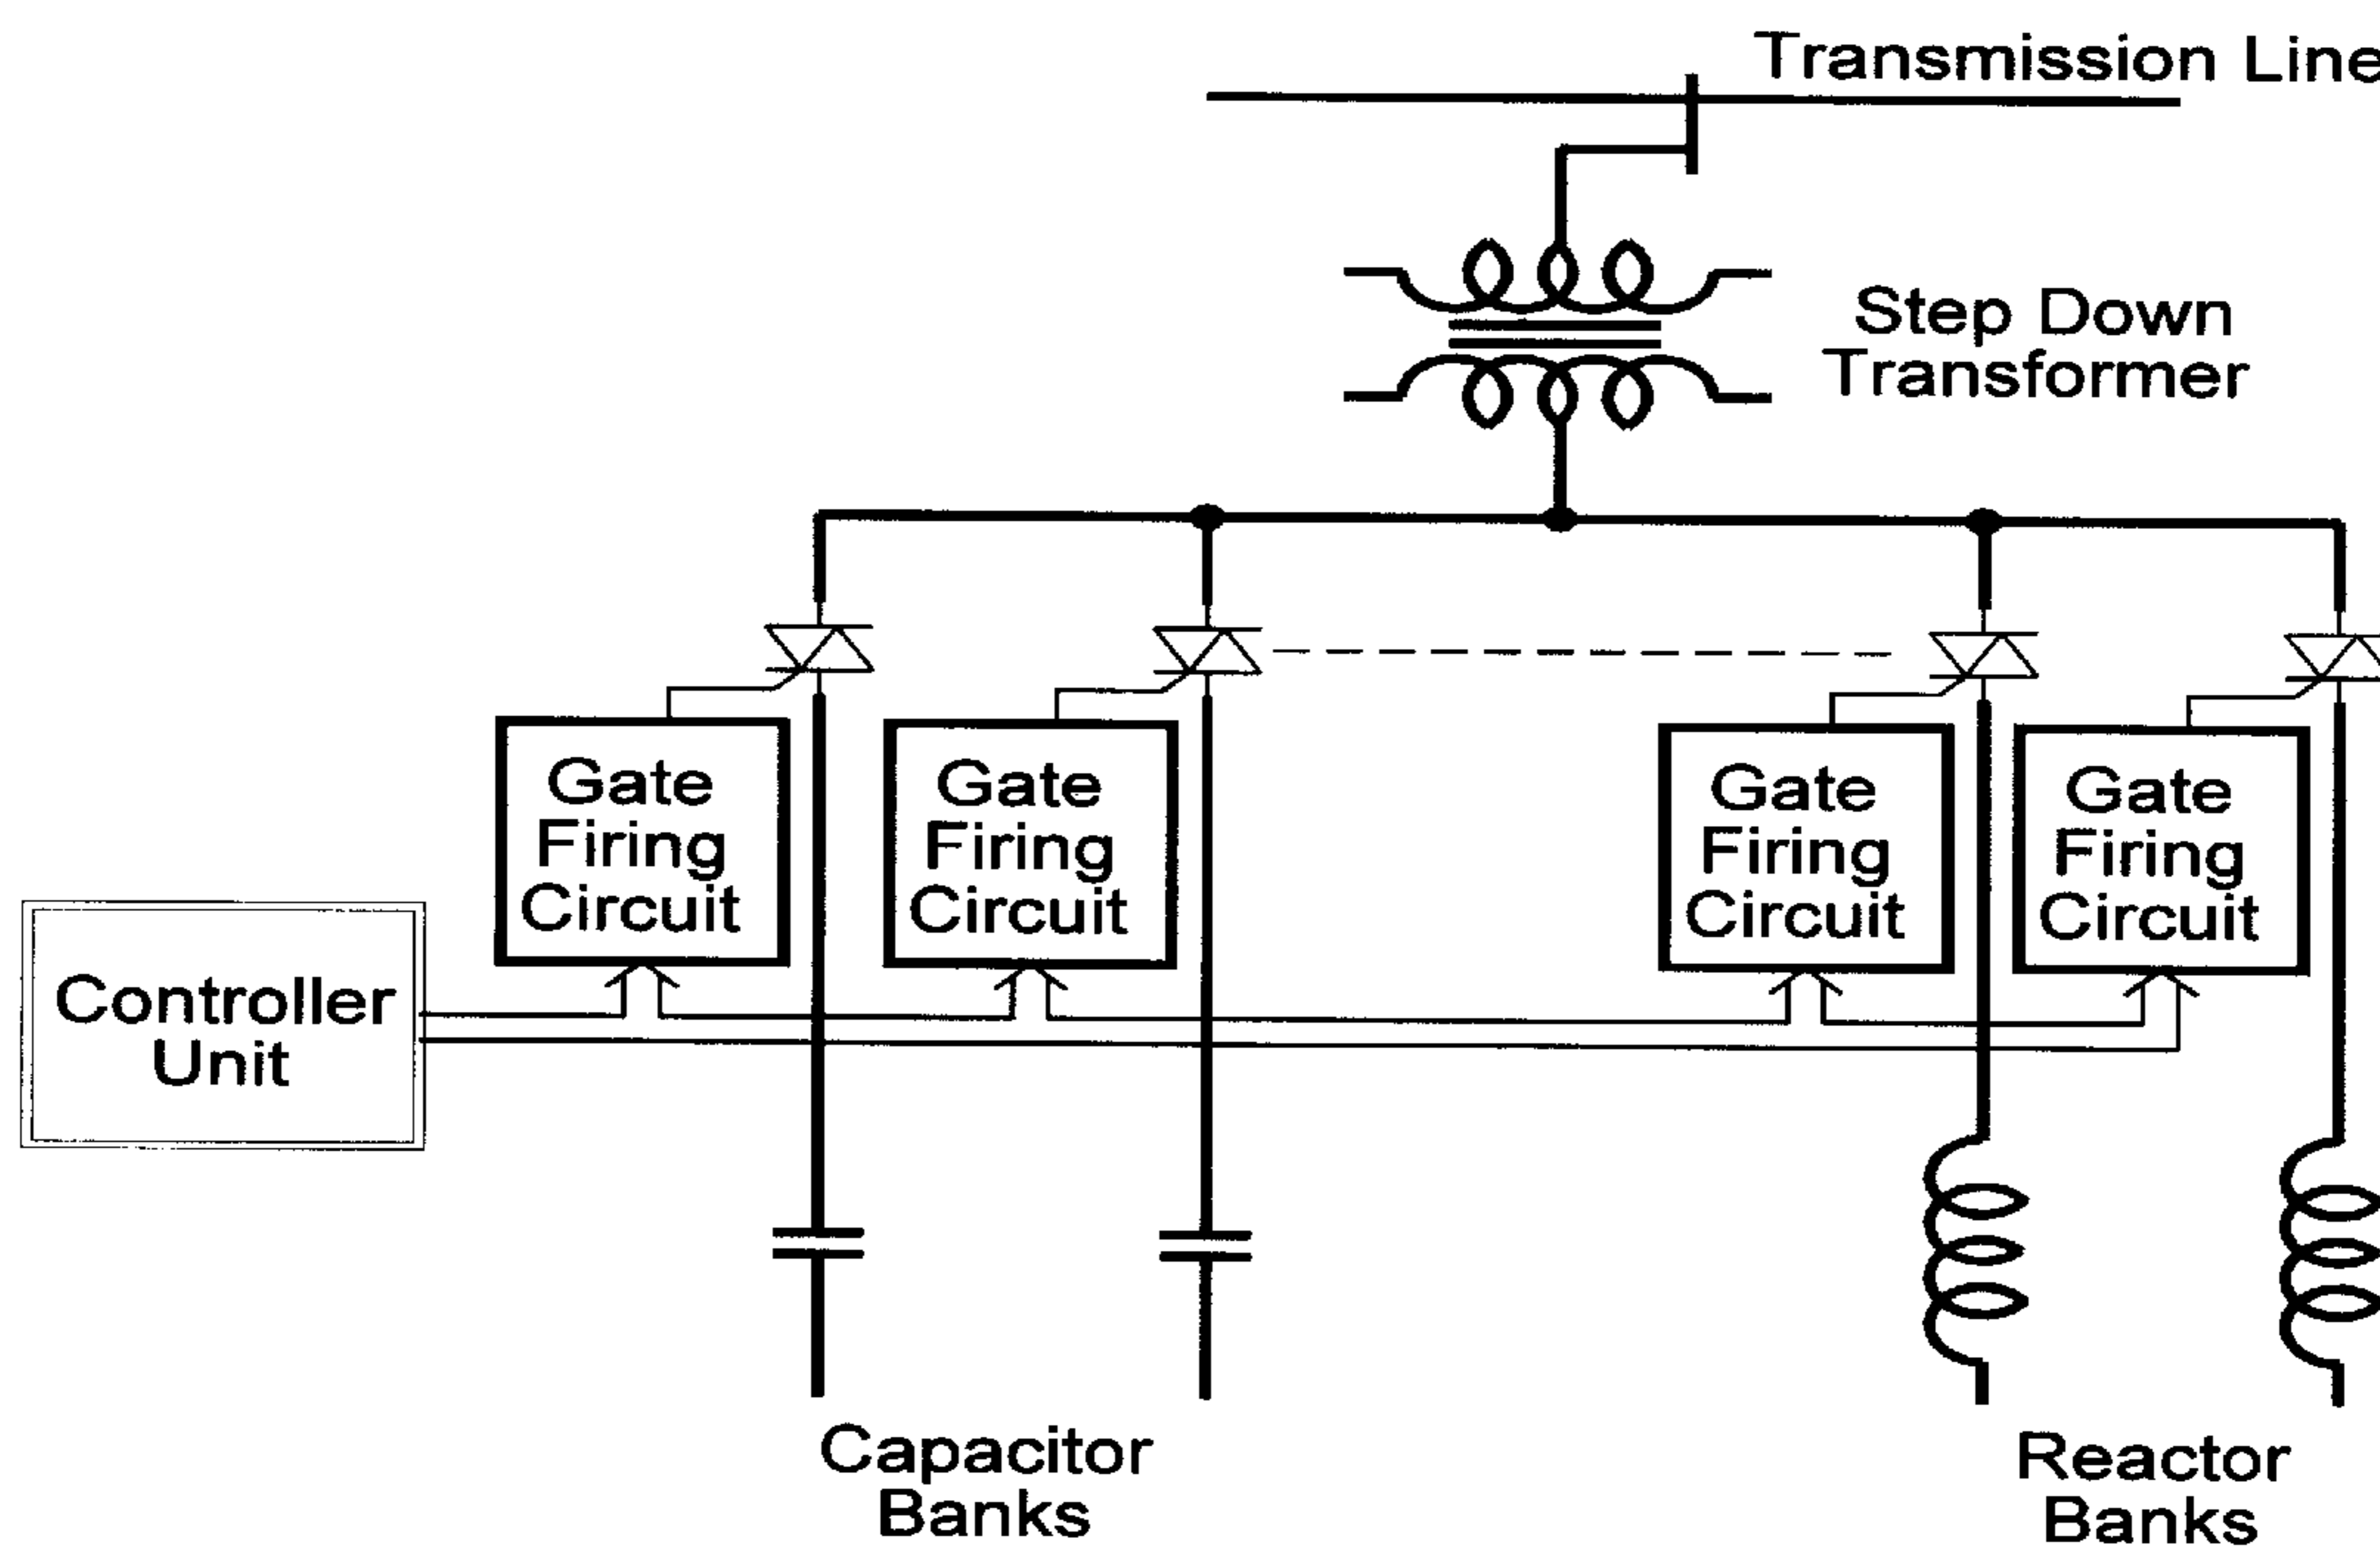 Transmission Line
Step Down
Transformer
Gate
Firing
Circuit
Gate
Firing
Circuit
Gate
Firing
Circuit
Gate
Firing
Circuit
Controller
Unit
Capacitor
Banks
Reactor
Banks